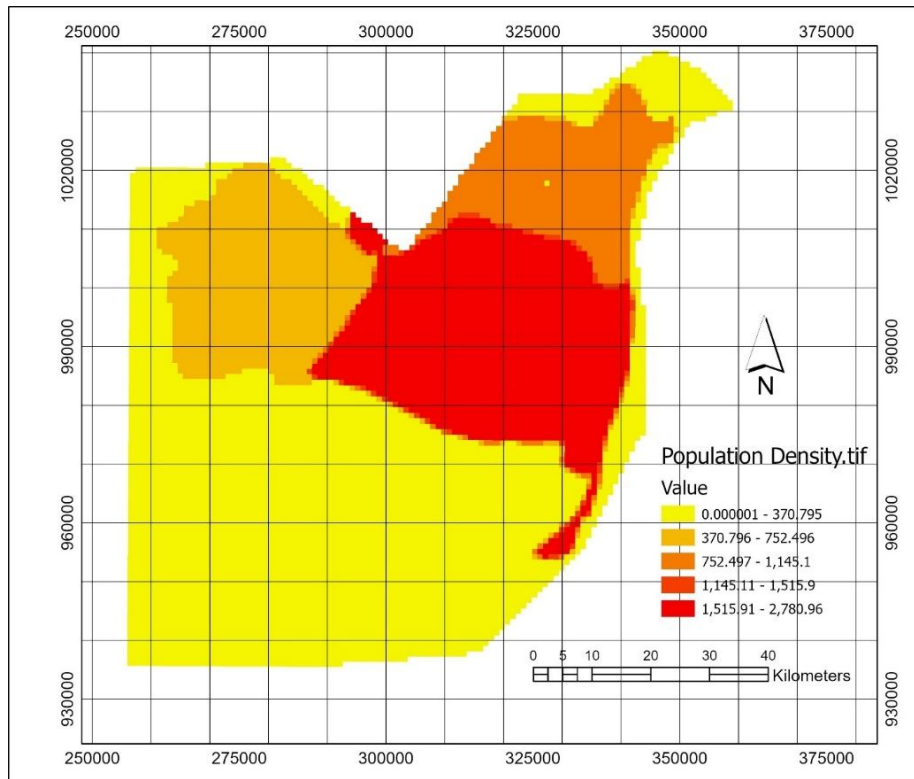 250000 275000 300000 325000 350000 375000
1020000 1020000
990000 990000
N
Population Density.tif
Value
0.000001 - 370.795
370.796 - 752.496
752.497 - 1,145.1
1,145.11 - 1,515.9
1,515.91 - 2,780.96
960000 960000
0 5 10 20 30 40
Kilometers
930000 930000
250000 275000 300000 325000 350000 375000